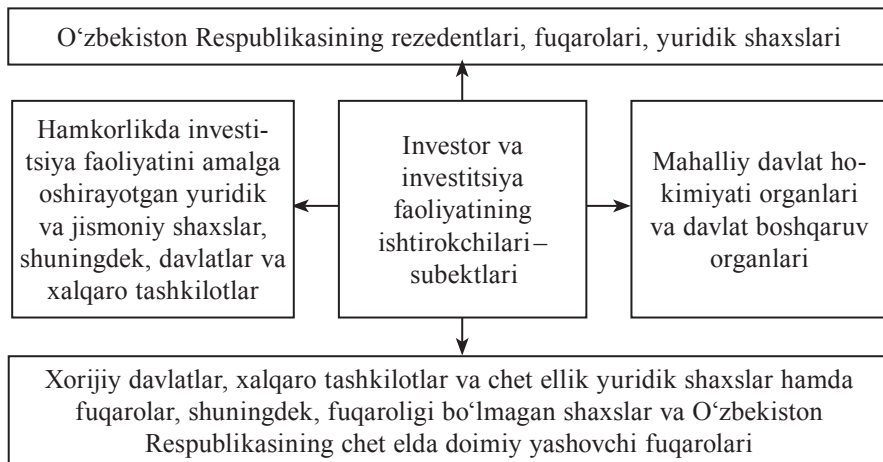 O‘zbekiston Respublikasining rezedentlari, fuqarolari, yuridik shaxslari
Hamkorlikda investi-
tsiya faoliyatini amalga
oshirayotgan yuridik
va jismoniy shaxslar,
shuningdek, davlatlar va
xalqaro tashkilotlar
Investor va
investitsiya
faoliyatining
ishtirokchilari–
subektlari
Mahalliy davlat ho-
kimiyati organlari
va davlat boshqaruv
organlari
Xorijiy davlatlar, xalqaro tashkilotlar va chet ellik yuridik shaxslar hamda
fuqarolar, shuningdek, fuqaroligi bo‘lmagan shaxslar va O‘zbekiston
Respublikasining chet elda doimiy yashovchi fuqarolari